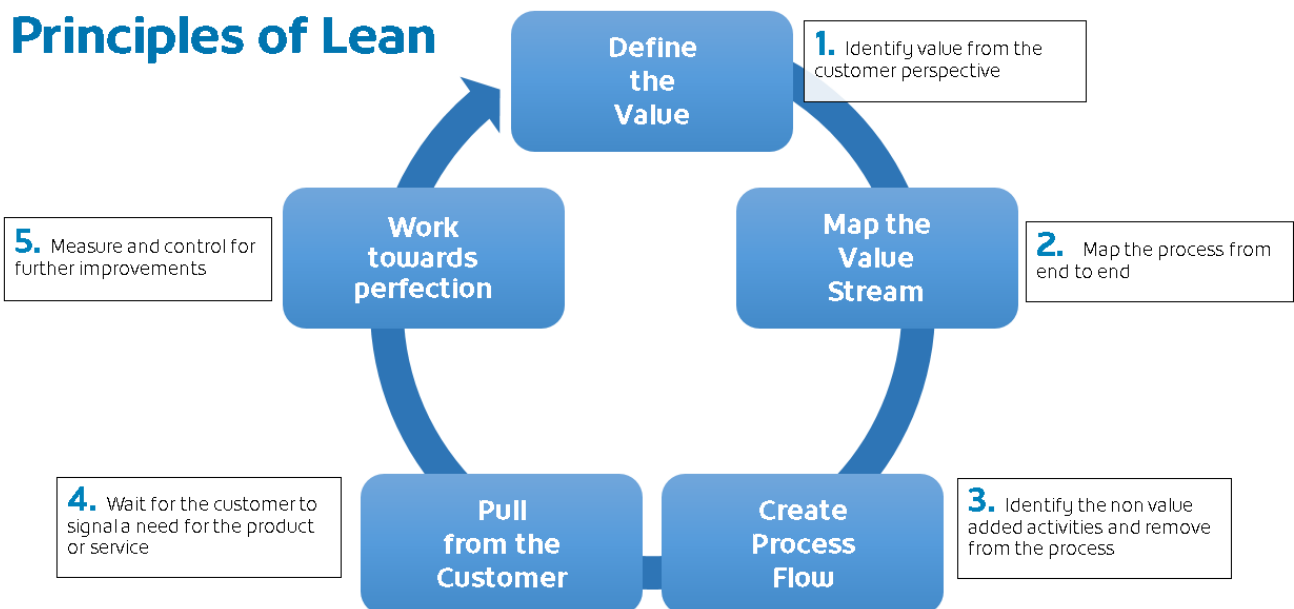 Principles of Lean
Define
the
Value
1. Identify value from the
customer perspective
Map the
Value
Stream
2. Map the process from
end to end
Create
Process
Flow
3. Identify the non value
added activities and remove
from the process
Pull
from the
Customer
4. Wait for the customer to
signal a need for the product
or service
Work
towards
perfection
5. Measure and control for
further improvements